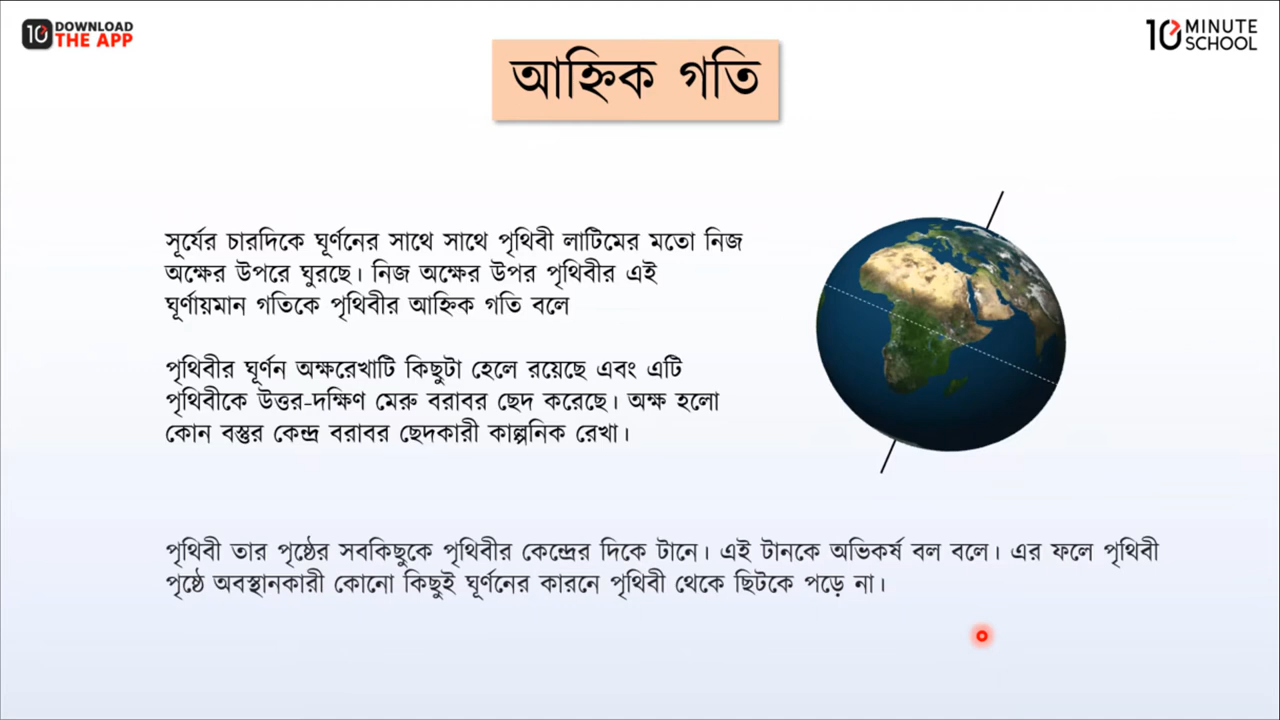 DOWNLOAD
THE APP
10 MINUTE
SCHOOL
আহ্নিক গতি
সূর্যের চারদিকে ঘূর্ণনের সাথে সাথে পৃথিবী লাটিমের মতো নিজ
অক্ষের উপরে ঘুরছে। নিজ অক্ষের উপর পৃথিবীর এই
ঘূর্ণায়মান গতিকে পৃথিবীর আহ্নিক গতি বলে
পৃথিবীর ঘূর্ণন অক্ষরেখাটি কিছুটা হেলে রয়েছে এবং এটি
পৃথিবীকে উত্তর-দক্ষিণ মেরু বরাবর ছেদ করেছে। অক্ষ হলো
কোন বস্তুর কেন্দ্র বরাবর ছেদকারী কাল্পনিক রেখা।
পৃথিবী তার পৃষ্ঠের সবকিছুকে পৃথিবীর কেন্দ্রের দিকে টানে। এই টানকে অভিকর্ষ বল বলে। এর ফলে পৃথিবী
পৃষ্ঠে অবস্থানকারী কোনো কিছুই ঘূর্ণনের কারনে পৃথিবী থেকে ছিটকে পড়ে না।